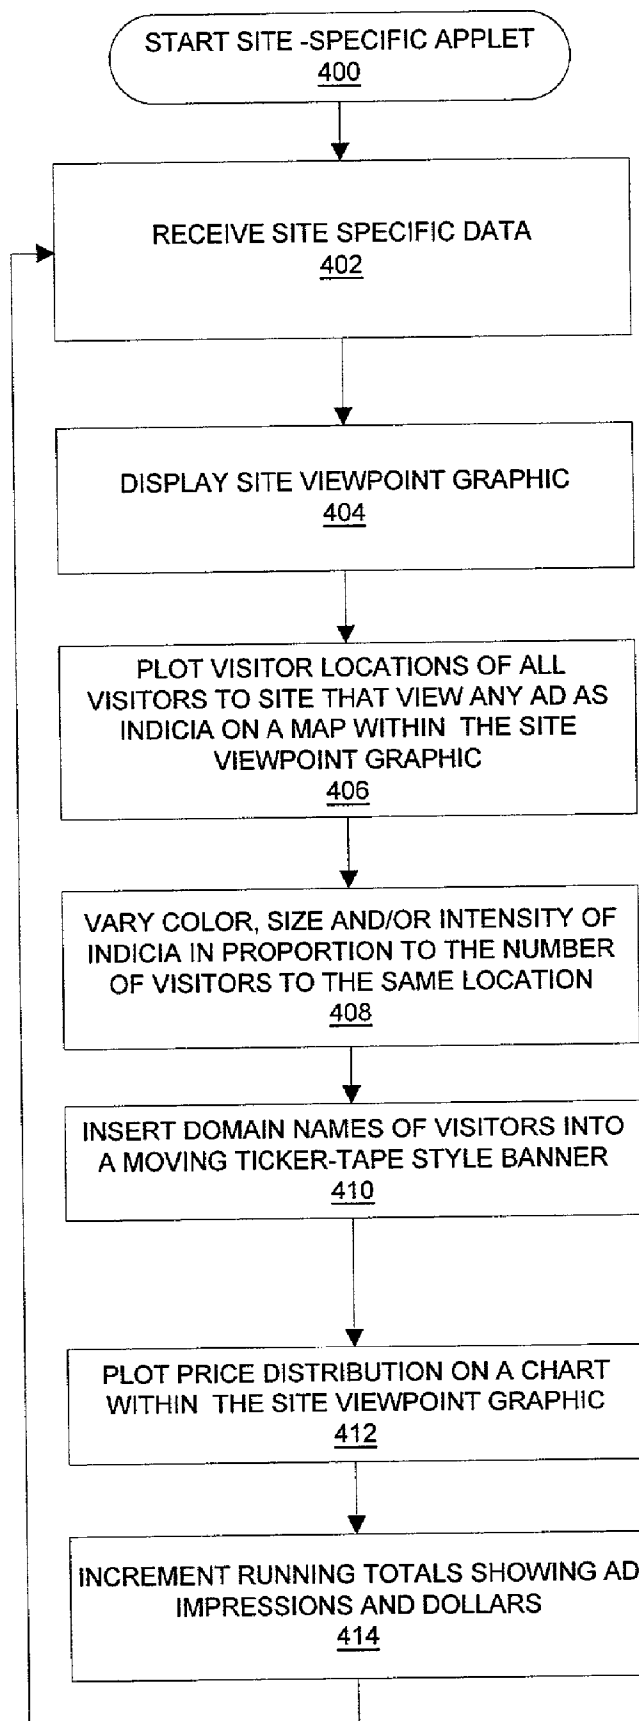 START SITE -SPECIFIC APPLET
400
RECEIVE SITE SPECIFIC DATA
402
DISPLAY SITE VIEWPOINT GRAPHIC
404
PLOT VISITOR LOCATIONS OF ALL
VISITORS TO SITE THAT VIEW ANY AD AS
INDICIA ON A MAP WITHIN THE SITE
VIEWPOINT GRAPHIC
406
VARY COLOR, SIZE AND/OR INTENSITY OF
INDICIA IN PROPORTION TO THE NUMBER
OF VISITORS TO THE SAME LOCATION
408
INSERT DOMAIN NAMES OF VISITORS INTO
A MOVING TICKER-TAPE STYLE BANNER
410
PLOT PRICE DISTRIBUTION ON A CHART
WITHIN THE SITE VIEWPOINT GRAPHIC
412
INCREMENT RUNNING TOTALS SHOWING AD
IMPRESSIONS AND DOLLARS
414